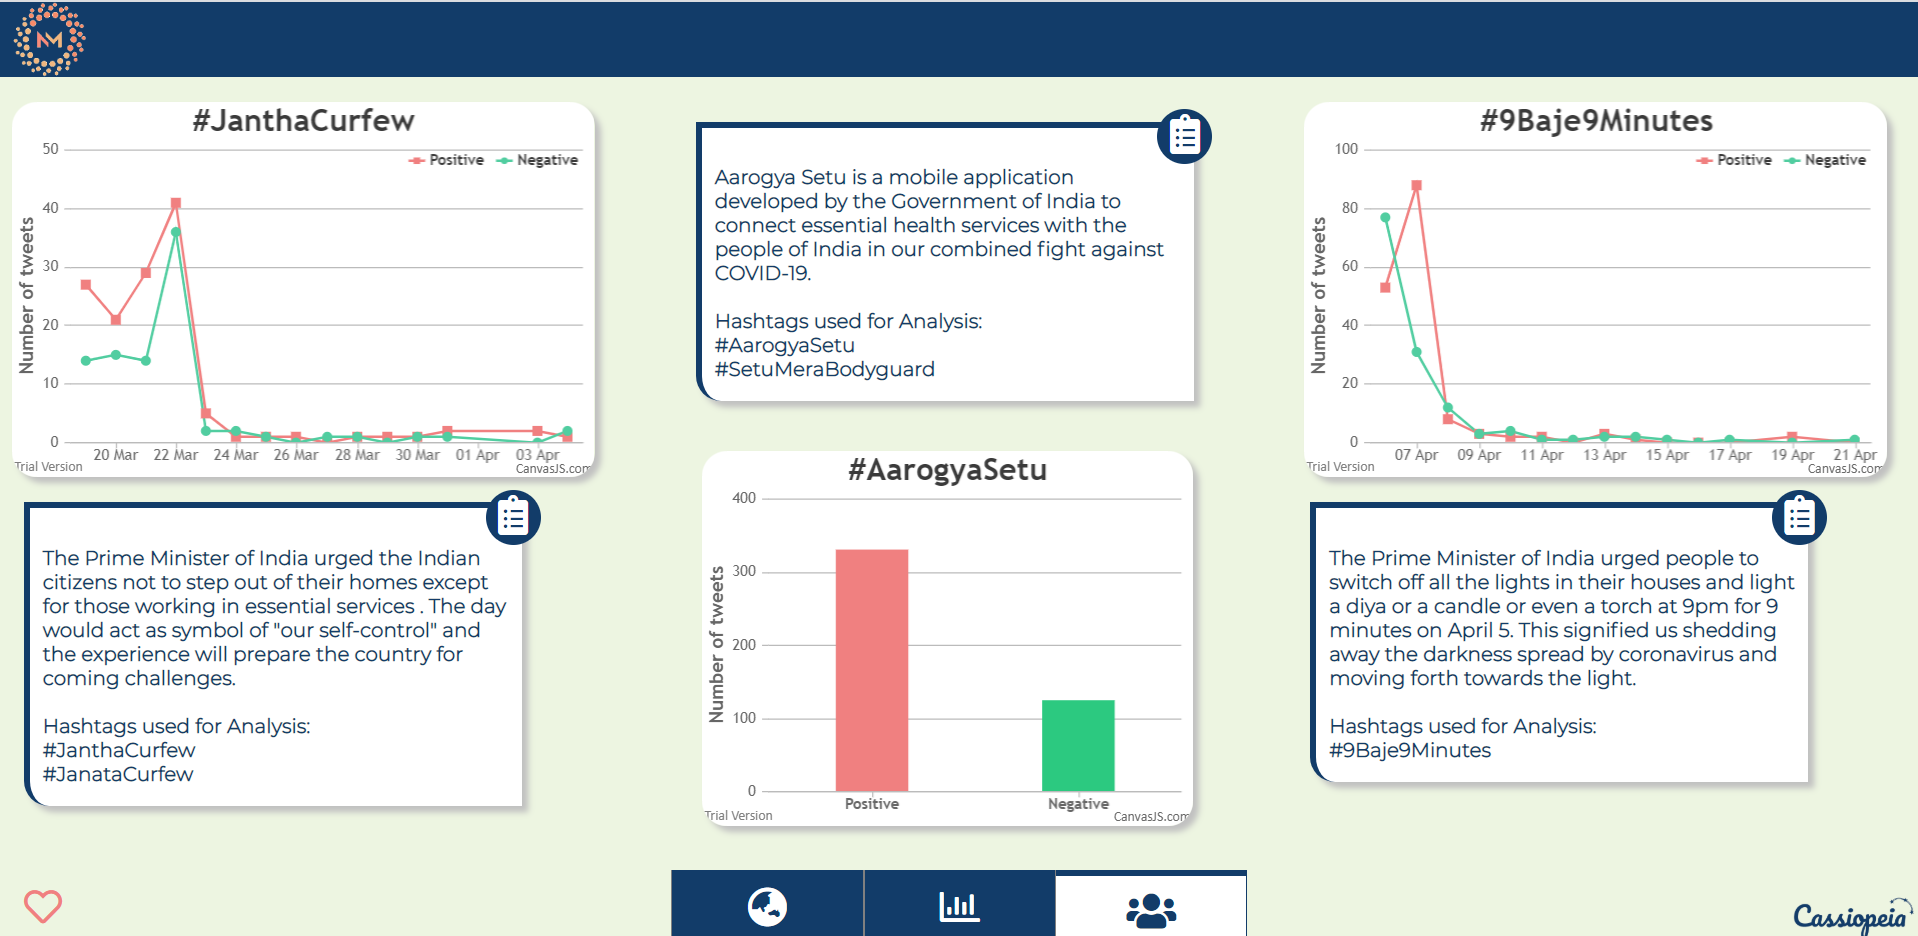 NM
#JanthaCurfew
Positive Negative
Number of tweets
50
40
30
20
10
0
20 Mar 22 Mar 24 Mar 26 Mar 28 Mar 30 Mar 01 Apr 03 Apr
Trial Version
CanvasJS.com
The Prime Minister of India urged the Indian
citizens not to step out of their homes except
for those working in essential services . The day
would act as symbol of "our self-control" and
the experience will prepare the country for
coming challenges.
Hashtags used for Analysis:
#JanthaCurfew
#JanataCurfew
Aarogya Setu is a mobile application
developed by the Government of India to
connect essential health services with the
people of India in our combined fight against
COVID-19.
Hashtags used for Analysis:
#AarogyaSetu
#SetuMeraBodyguard
#AarogyaSetu
Number of tweets
400
300
200
100
0
Positive Negative
Trial Version
CanvasJS.com
#9Baje9Minutes
Positive Negative
Number of tweets
100
80
60
40
20
0
07 Apr 09 Apr 11 Apr 13 Apr 15 Apr 17 Apr 19 Apr 21 Apr
Trial Version
CanvasJS.com
The Prime Minister of India urged people to
switch off all the lights in their houses and light
a diya or a candle or even a torch at 9pm for 9
minutes on April 5. This signified us shedding
away the darkness spread by coronavirus and
moving forth towards the light.
Hashtags used for Analysis:
#9Baje9Minutes
Cassiopeia